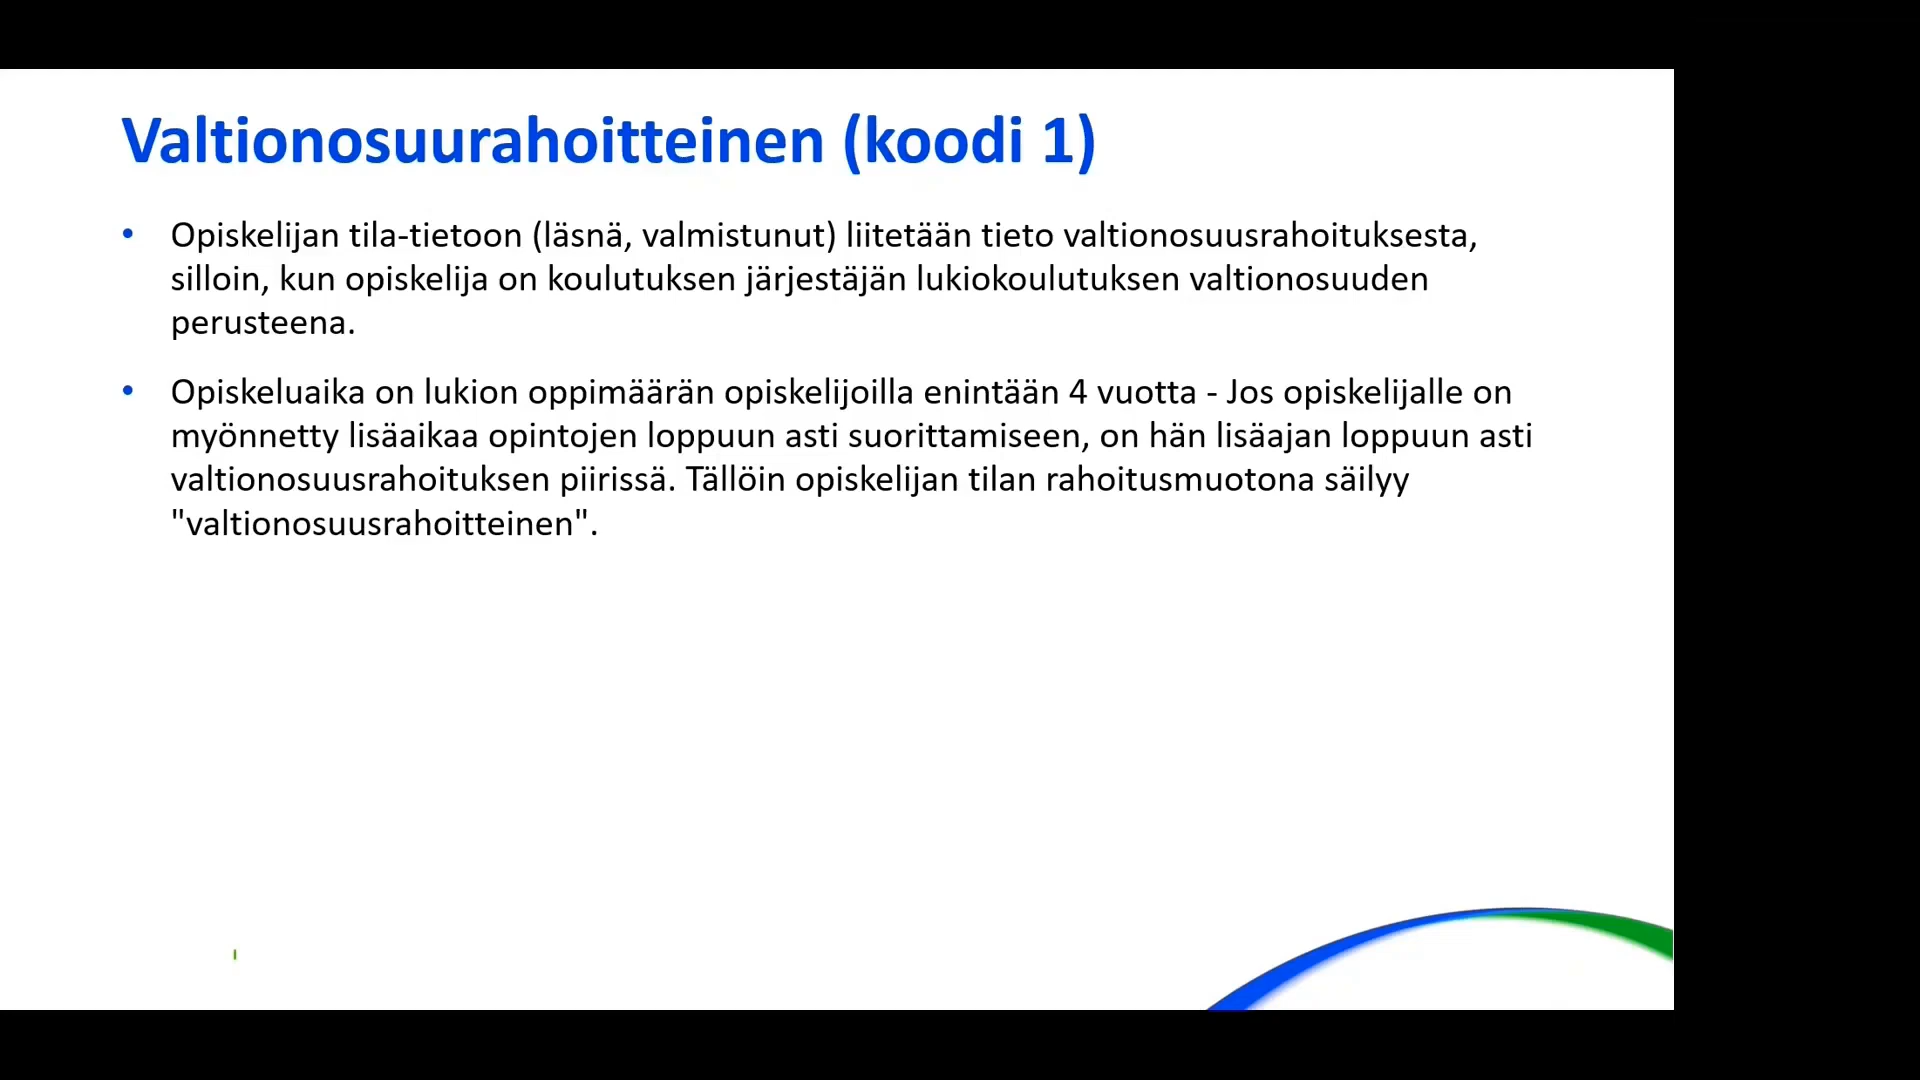 Valtionosuurahoitteinen (koodi 1)
• Opiskelijan tila-tietoon (läsnä, valmistunut) liitetään tieto valtionosuusrahoituksesta,
silloin, kun opiskelija on koulutuksen järjestäjän lukiokoulutuksen valtionosuuden
perusteena.
• Opiskeluaika on lukion oppimäärän opiskelijoilla enintään 4 vuotta - Jos opiskelijalle on
myönnetty lisäaikaa opintojen loppuun asti suorittamiseen, on hän lisäajan loppuun asti
valtionosuusrahoituksen piirissä. Tällöin opiskelijan tilan rahoitusmuotona säilyy
"valtionosuusrahoitteinen".